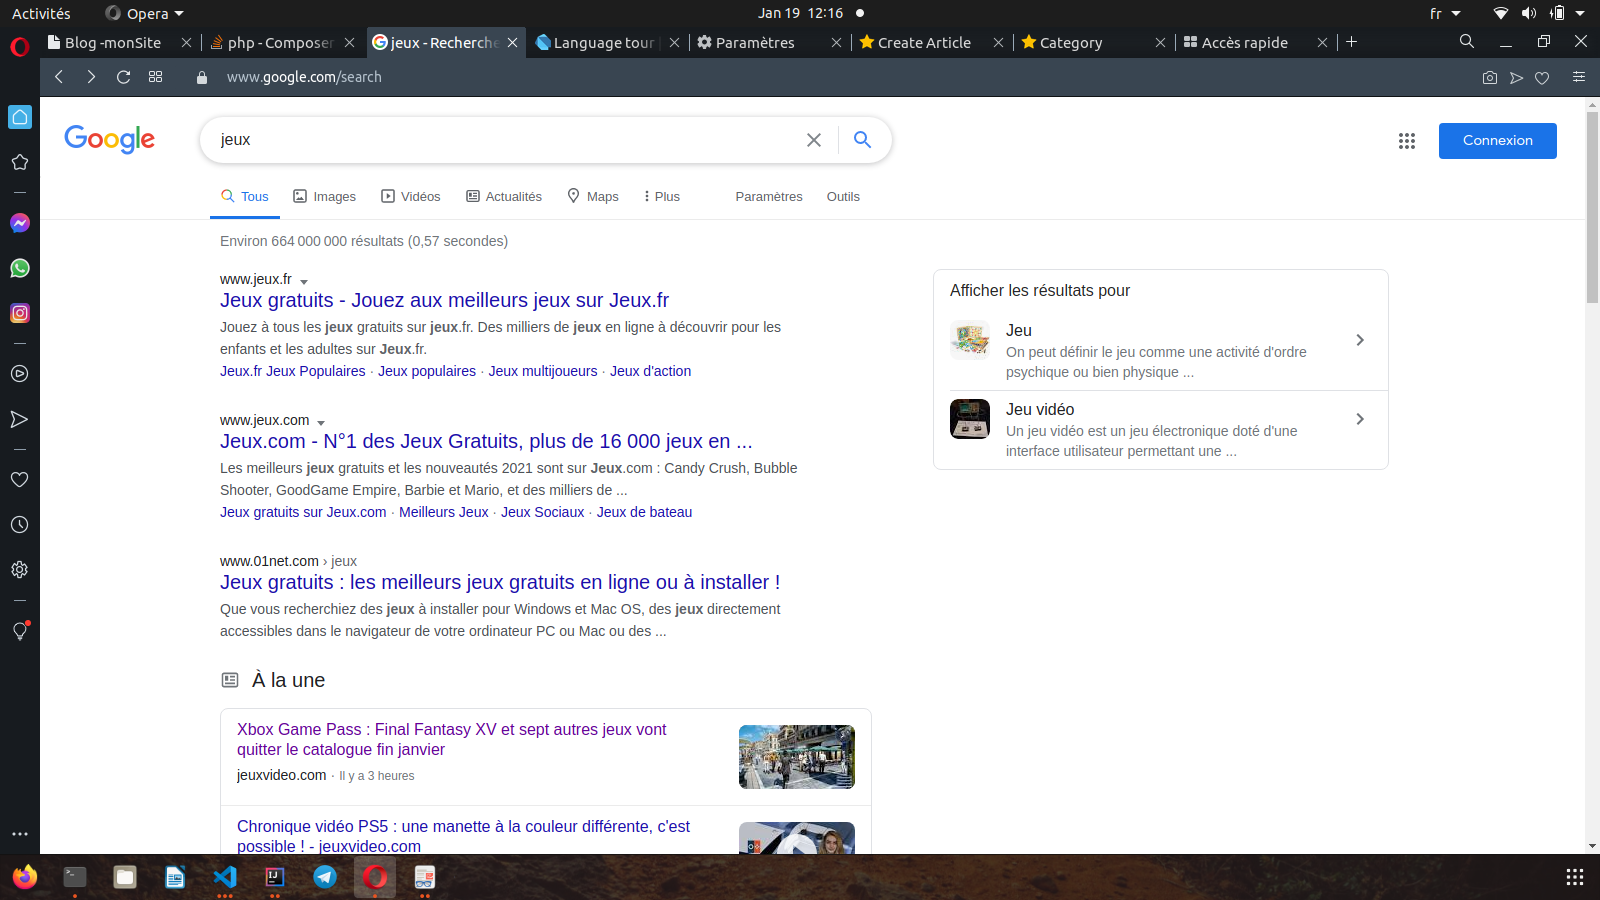 Activités
Opera
Jan 19 12:16
fr
Blog -monSite
php - Composer
jeux - Recherche
Language tour
Paramètres
Create Article
Category
Accès rapide
www.google.com/search
Google
jeux
Connexion
Tous
Images
Vidéos
Actualités
Maps
Plus
Paramètres
Outils
Environ 664 000 000 résultats (0,57 secondes)
www.jeux.fr
Jeux gratuits - Jouez aux meilleurs jeux sur Jeux.fr
Jouez à tous les jeux gratuits sur jeux.fr. Des milliers de jeux en ligne à découvrir pour les
enfants et les adultes sur Jeux.fr.
Jeux.fr Jeux Populaires · Jeux populaires · Jeux multijoueurs · Jeux d'action
www.jeux.com
Jeux.com - N°1 des Jeux Gratuits, plus de 16 000 jeux en ...
Les meilleurs jeux gratuits et les nouveautés 2021 sont sur Jeux.com : Candy Crush, Bubble
Shooter, GoodGame Empire, Barbie et Mario, et des milliers de ...
Jeux gratuits sur Jeux.com · Meilleurs Jeux · Jeux Sociaux · Jeux de bateau
www.01net.com › jeux
Jeux gratuits : les meilleurs jeux gratuits en ligne ou à installer !
Que vous recherchiez des jeux à installer pour Windows et Mac OS, des jeux directement
accessibles dans le navigateur de votre ordinateur PC ou Mac ou des ...
À la une
Xbox Game Pass : Final Fantasy XV et sept autres jeux vont
quitter le catalogue fin janvier
jeuxvideo.com · Il y a 3 heures
Chronique vidéo PS5 : une manette à la couleur différente, c'est
possible ! - jeuxvideo.com
Afficher les résultats pour
Jeu
On peut définir le jeu comme une activité d'ordre
psychique ou bien physique ...
Jeu vidéo
Un jeu vidéo est un jeu électronique doté d'une
interface utilisateur permettant une ...